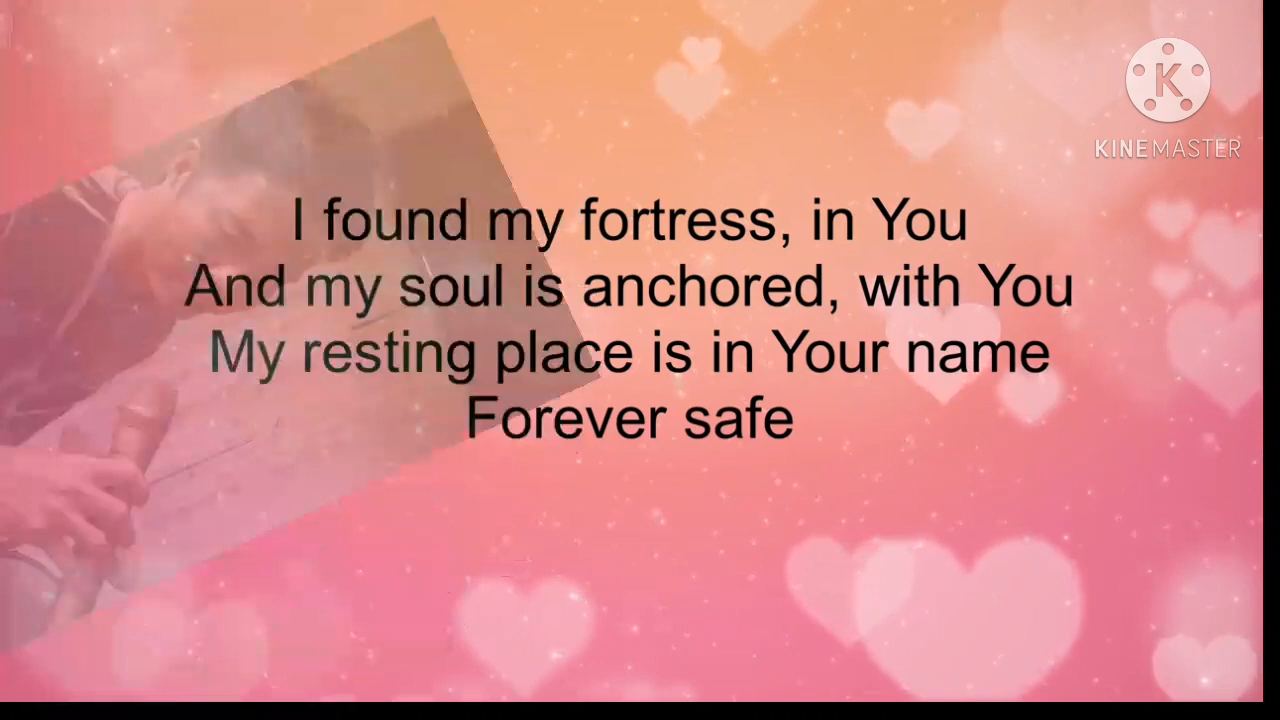 K
KINEMASTER
I found my fortress, in You
And my soul is anchored, with You
My resting place is in Your name
Forever safe